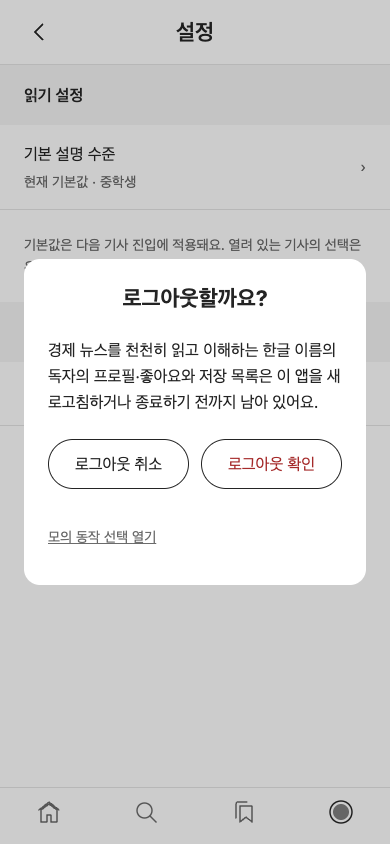 설정
읽기 설정
기본 설명 수준
현재 기본값 · 중학생
기본값은 다음 기사 진입에 적용돼요. 열려 있는 기사의 선택은
로그아웃할까요?
경제 뉴스를 천천히 읽고 이해하는 한글 이름의
독자의 프로필·좋아요와 저장 목록은 이 앱을 새
로고침하거나 종료하기 전까지 남아 있어요.
로그아웃 취소
로그아웃 확인
모의 동작 선택 열기